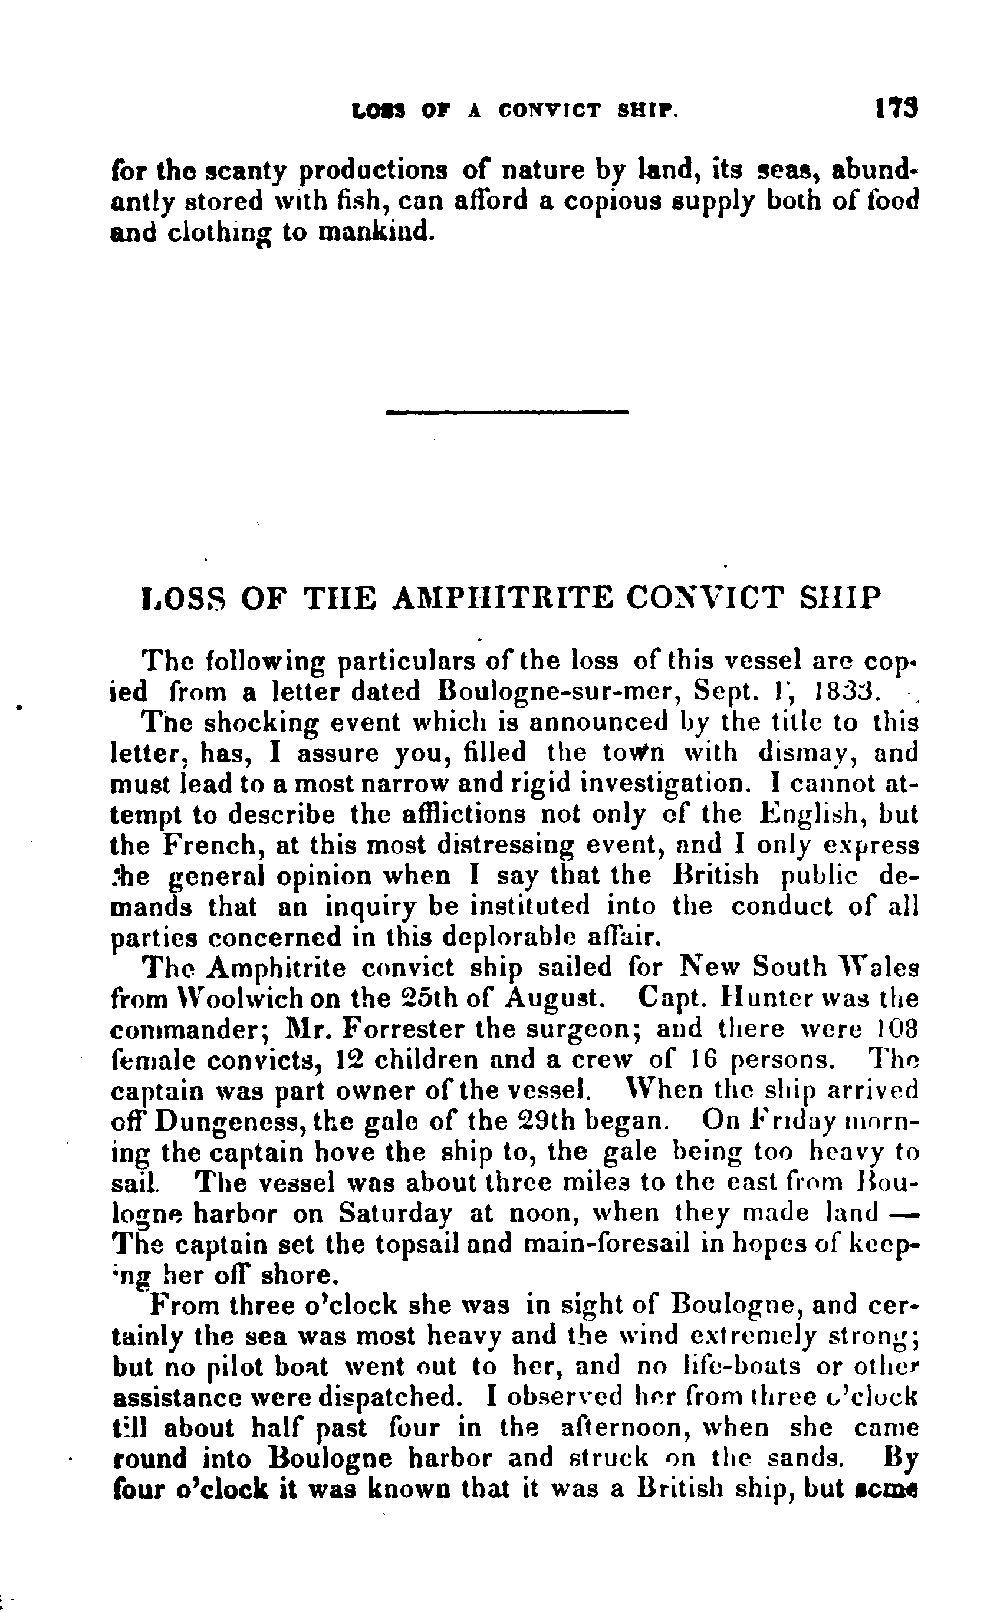 LOSS OF A CONVICT SHIP. 173
for the scanty productions of nature by land, its seas, abund-
antly stored with fish, can afford a copious supply both of food
and clothing to mankind.
LOSS OF THE AMPHITRITE CONVICT SHIP
The following particulars of the loss of this vessel are cop-
ied from a letter dated Boulogne-sur-mer, Sept. 1, 1833.
The shocking event which is announced by the title to this
letter, has, I assure you, filled the town with dismay, and
must lead to a most narrow and rigid investigation. I cannot at-
tempt to describe the afflictions not only of the English, but
the French, at this most distressing event, and I only express
the general opinion when I say that the British public de-
mands that an inquiry be instituted into the conduct of all
parties concerned in this deplorable affair.
The Amphitrite convict ship sailed for New South Wales
from Woolwich on the 25th of August. Capt. Hunter was the
commander; Mr. Forrester the surgeon; and there were 108
female convicts, 12 children and a crew of 16 persons. The
captain was part owner of the vessel. When the ship arrived
off Dungeness, the gale of the 29th began. On Friday morn-
ing the captain hove the ship to, the gale being too heavy to
sail. The vessel was about three miles to the east from Bou-
logne harbor on Saturday at noon, when they made land —
The captain set the topsail and main-foresail in hopes of keep-
ing her off shore.
From three o'clock she was in sight of Boulogne, and cer-
tainly the sea was most heavy and the wind extremely strong;
but no pilot boat went out to her, and no life-boats or other
assistance were dispatched. I observed her from three o'clock
till about half past four in the afternoon, when she came
round into Boulogne harbor and struck on the sands. By
four o'clock it was known that it was a British ship, but some